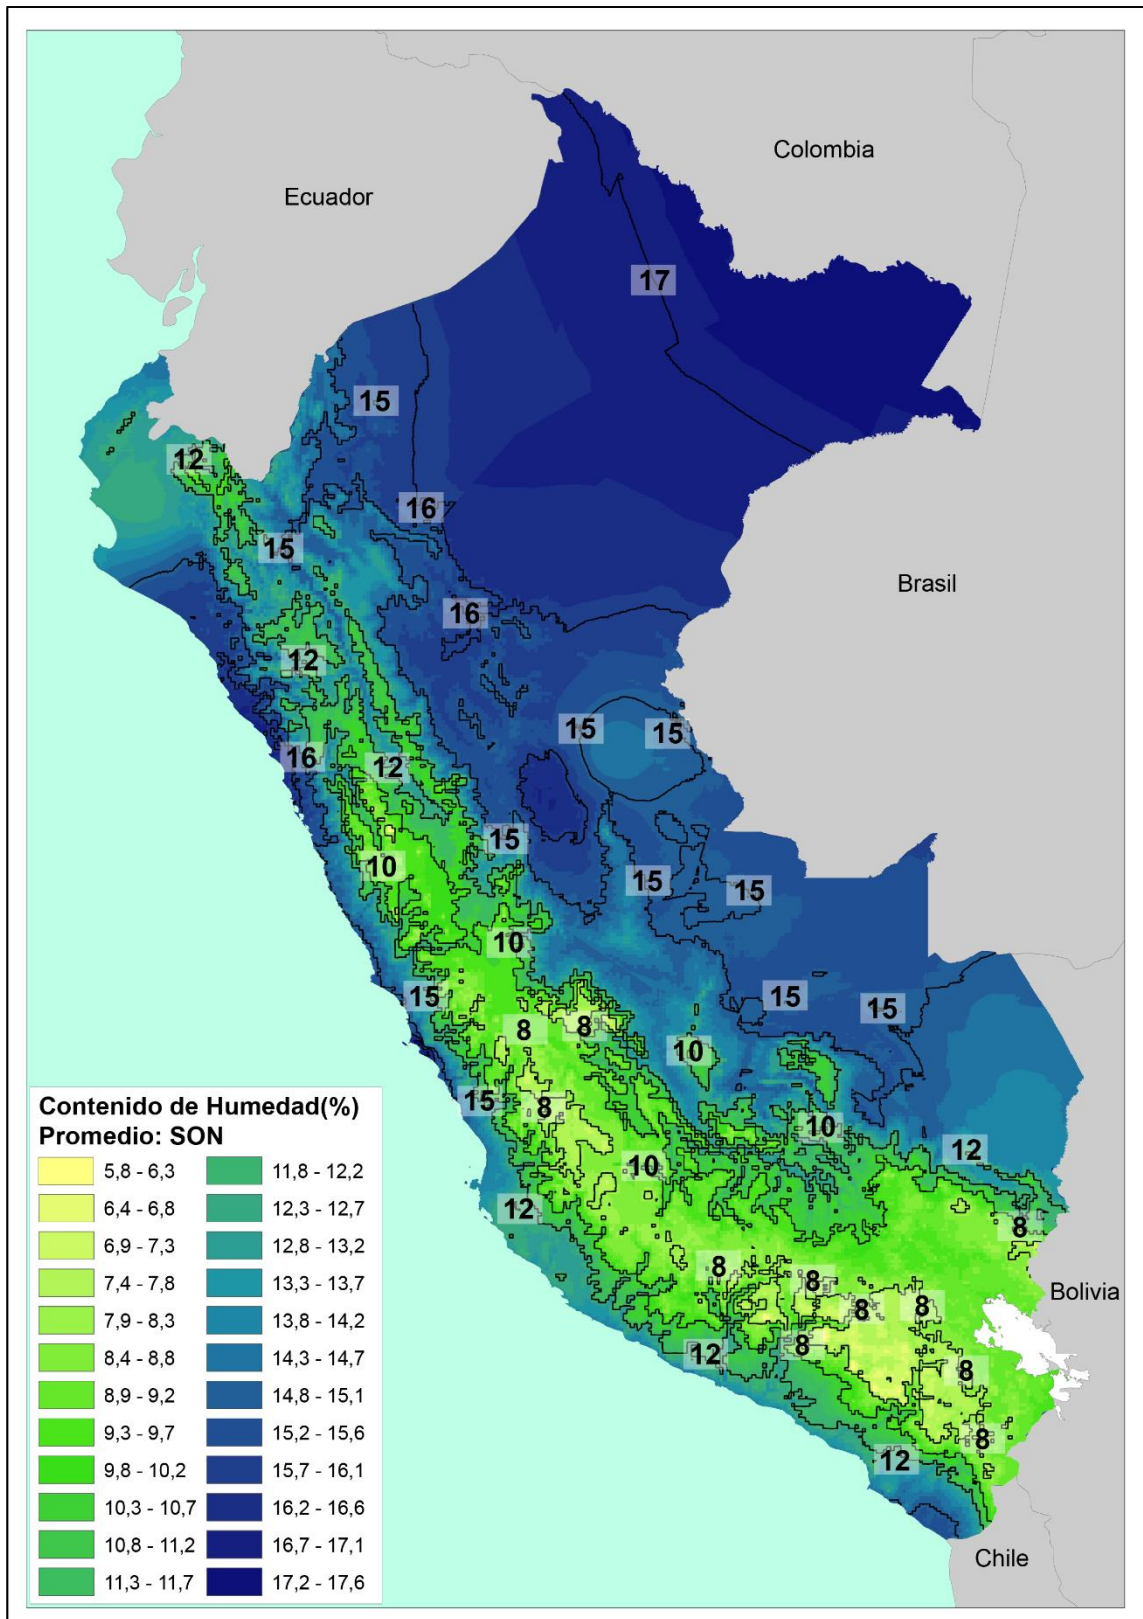 Colombia
Ecuador
17
15
12
16
15
Brasil
16
12
15
15
16
12
15
10
15
15
10
15
15
15
8
8
10
15
8
10
12
10
12
8
8
8
8
8
Bolivia
8
12
8
8
12
Chile
Contenido de Humedad(%)
Promedio: SON
5,8 - 6,3
6,4 - 6,8
6,9 - 7,3
7,4 - 7,8
7,9 - 8,3
8,4 - 8,8
8,9 - 9,2
9,3 - 9,7
9,8 - 10,2
10,3 - 10,7
10,8 - 11,2
11,3 - 11,7
11,8 - 12,2
12,3 - 12,7
12,8 - 13,2
13,3 - 13,7
13,8 - 14,2
14,3 - 14,7
14,8 - 15,1
15,2 - 15,6
15,7 - 16,1
16,2 - 16,6
16,7 - 17,1
17,2 - 17,6